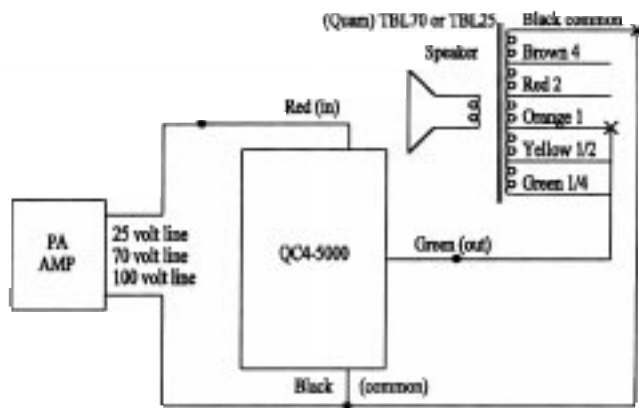 (Quam) TBL70 or TBL25
Black common
Speaker
Brown 4
Red 2
Orange 1
Yellow 1/2
Green 1/4
Red (in)
PA
AMP
25 volt line
70 volt line
100 volt line
QC4-5000
Green (out)
Black (common)